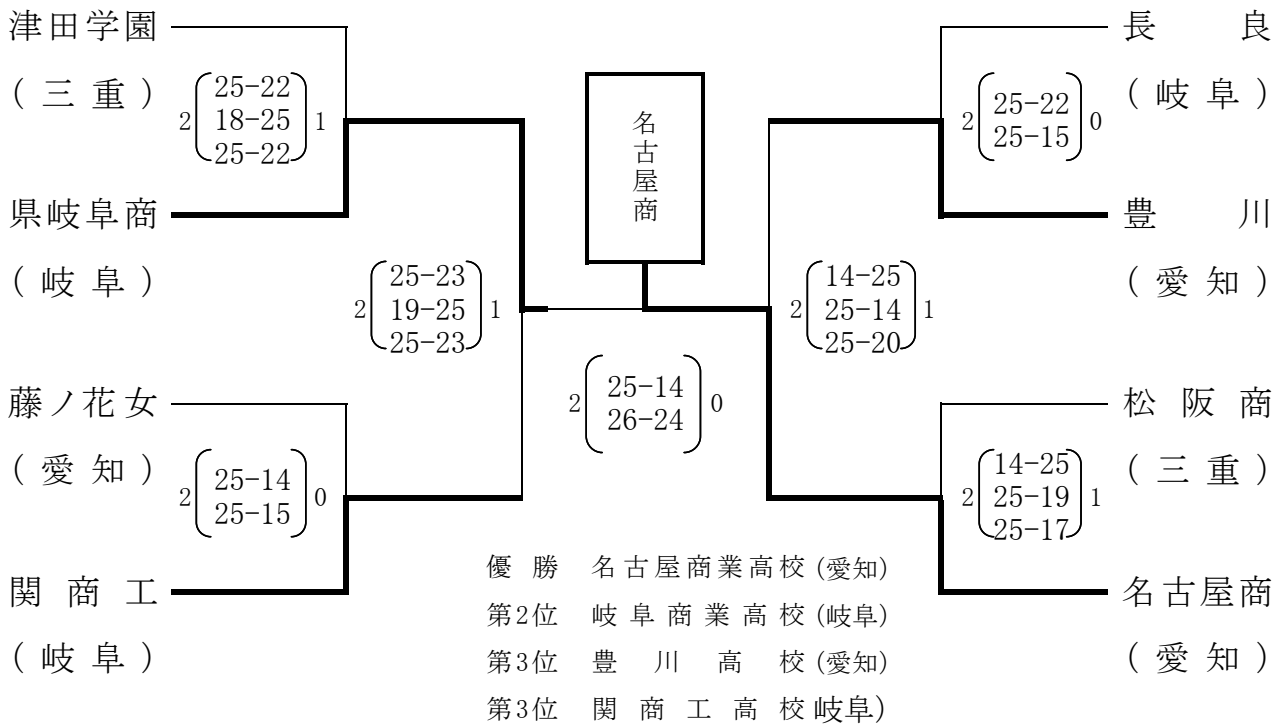 津田学園
(三重)
2 25-22 1
18-25
25-22
県岐阜商
(岐阜)
2 25-23 1
19-25
25-23
藤ノ花女
(愛知)
2 25-14 0
25-15
関商工
(岐阜)
名古屋商
2 25-14 0
26-24
長良
(岐阜)
2 25-22 0
25-15
豊川
(愛知)
2 14-25 1
25-14
25-20
松阪商
(三重)
2 14-25 1
25-19
25-17
名古屋商
(愛知)
優勝 名古屋商業高校(愛知)
第2位 岐阜商業高校(岐阜)
第3位 豊川高校(愛知)
第3位 関商工高校岐阜)